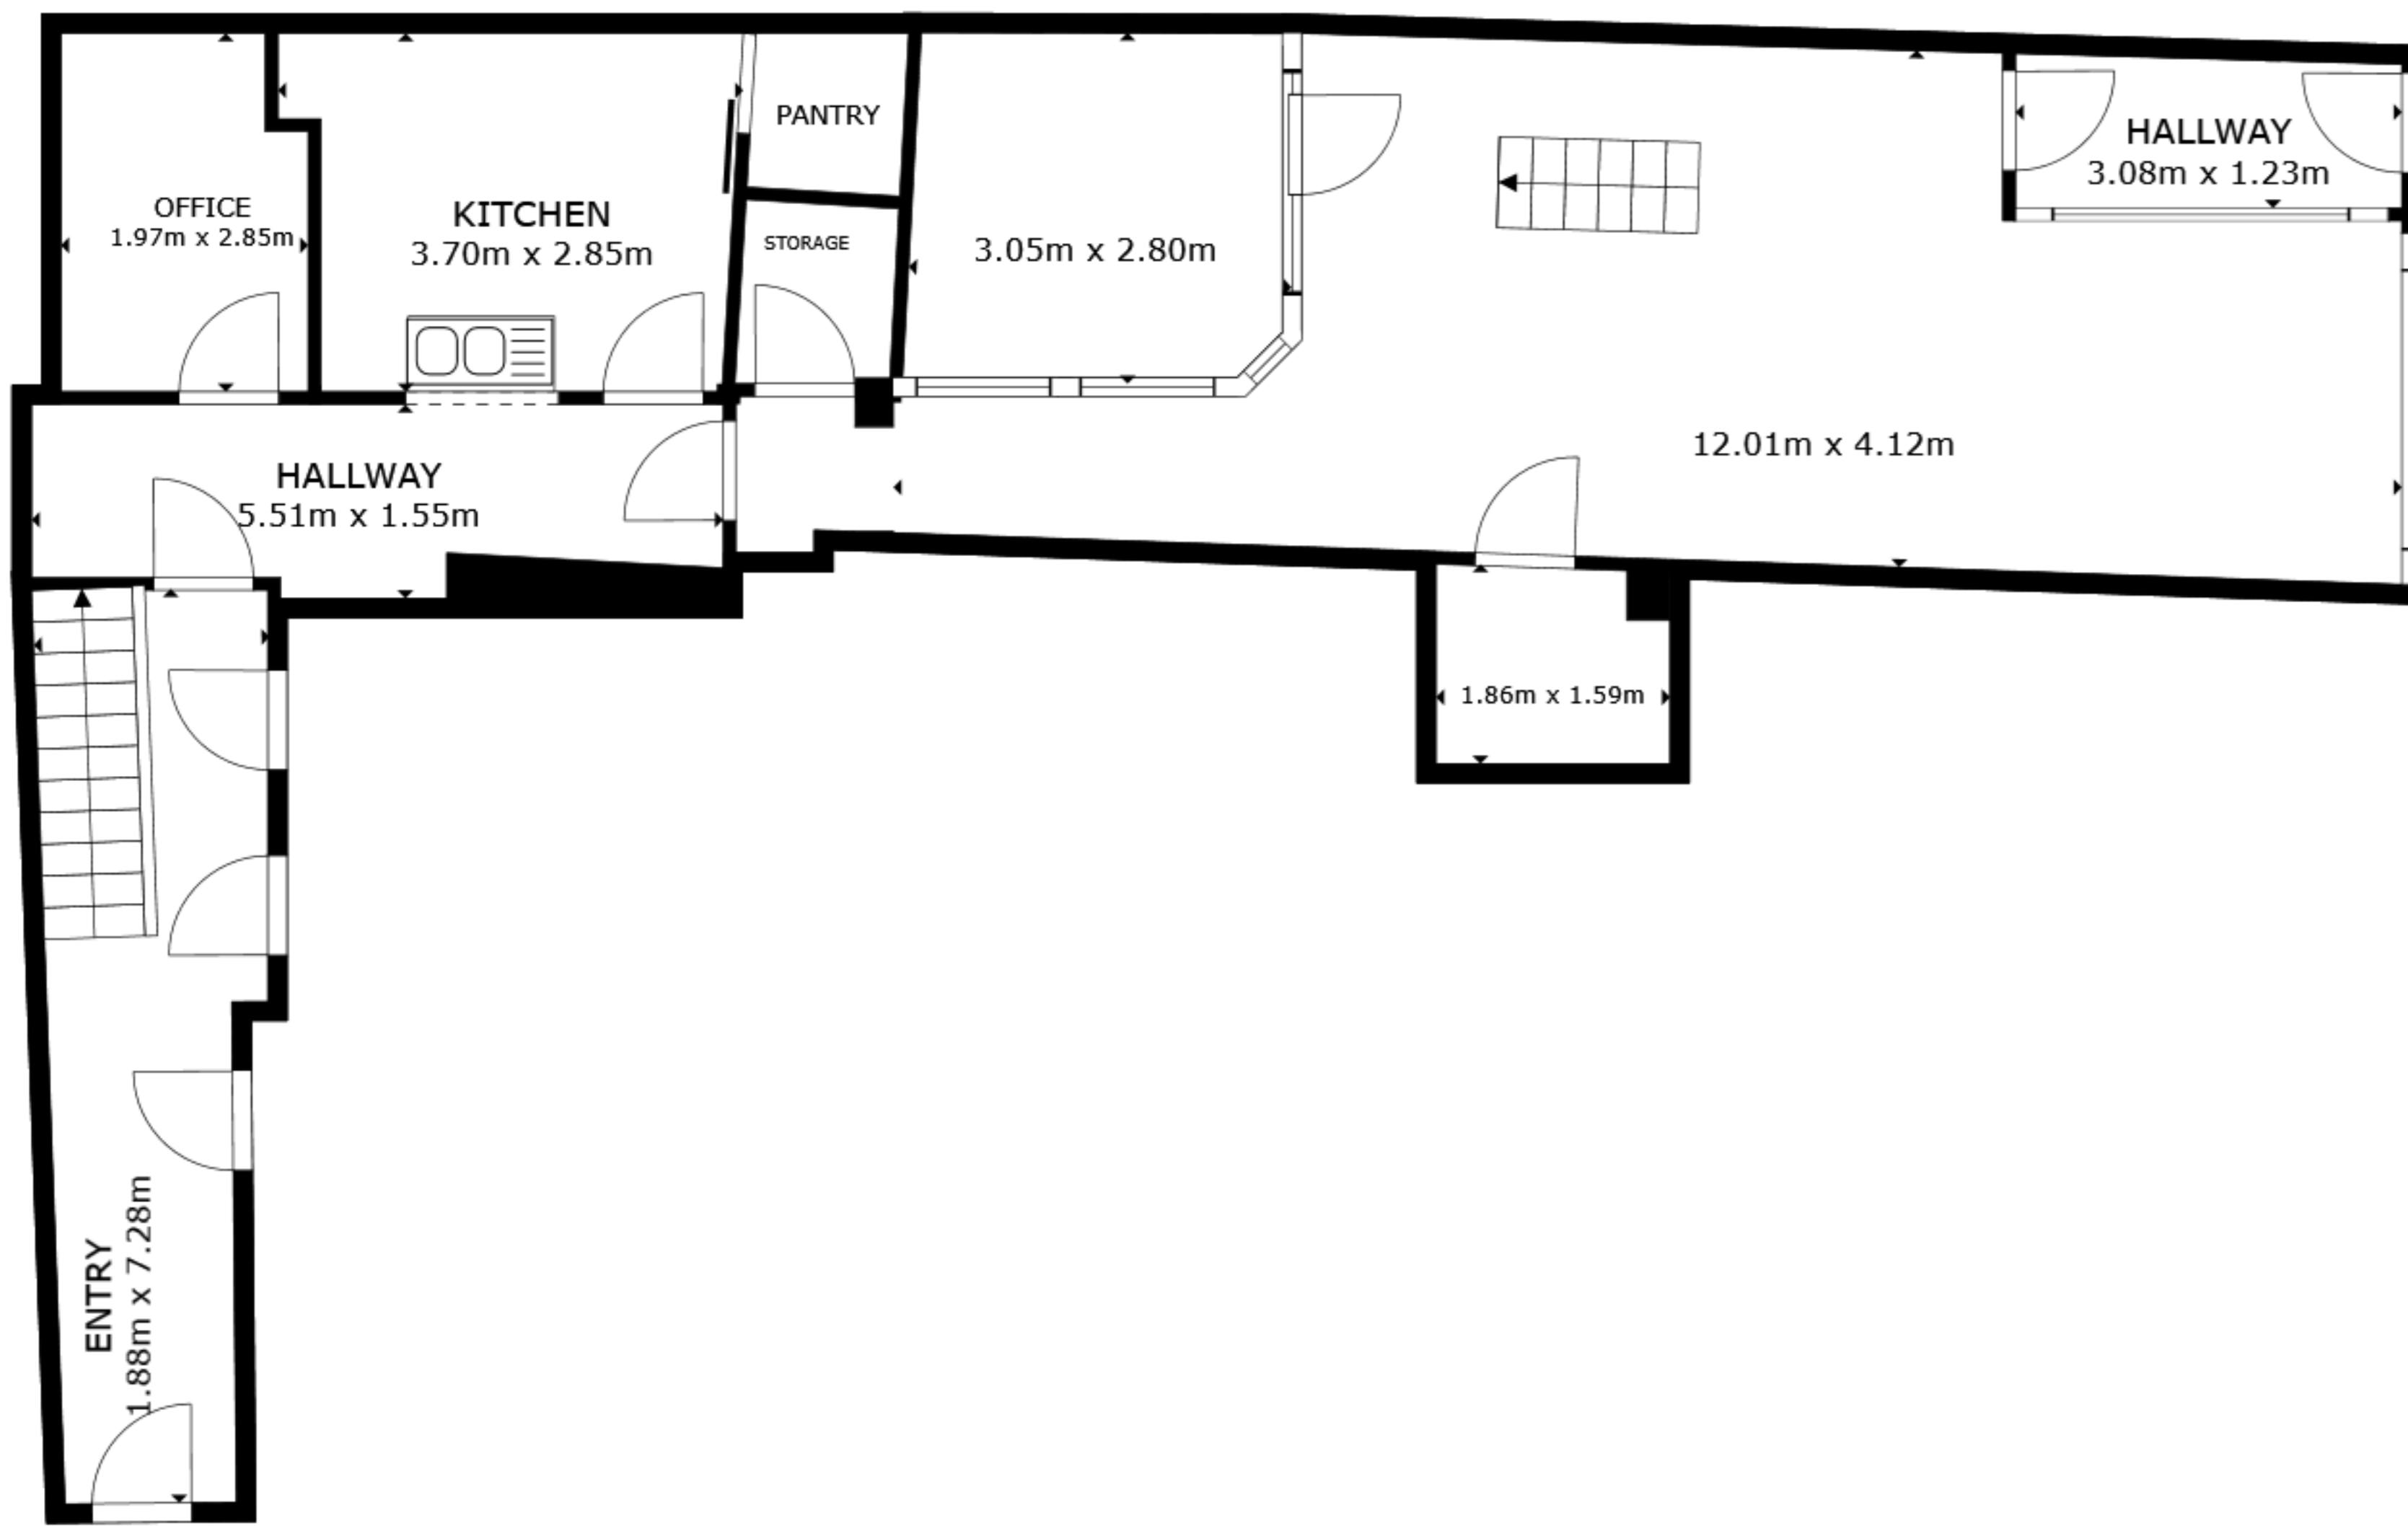 OFFICE
1.97m x 2.85m
KITCHEN
3.70m x 2.85m
PANTRY
STORAGE
3.05m x 2.80m
HALLWAY
3.08m x 1.23m
12.01m x 4.12m
HALLWAY
5.51m x 1.55m
1.86m x 1.59m
ENTRY
1.88m x 7.28m